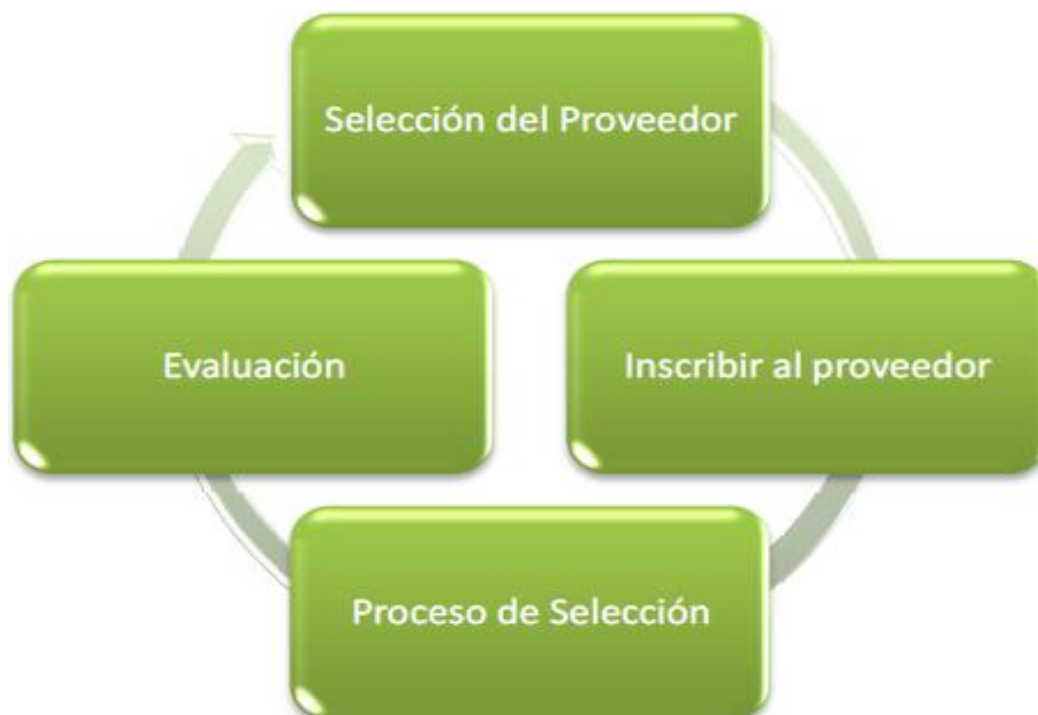 Selección del Proveedor
Inscribir al proveedor
Proceso de Selección
Evaluación